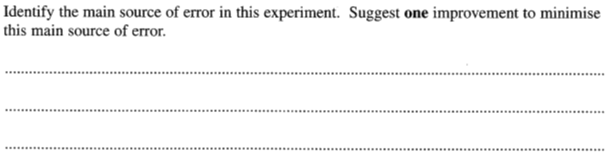 Identify the main source of error in this experiment. Suggest one improvement to minimise
this main source of error.